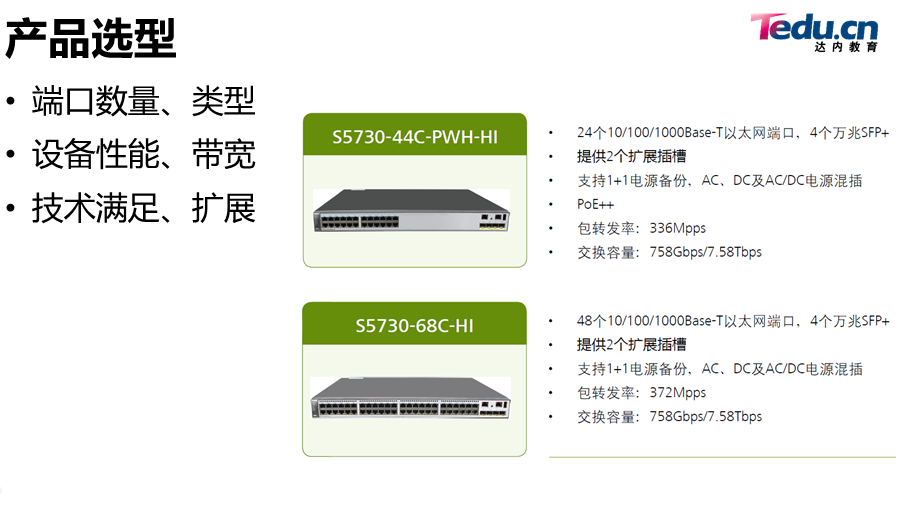 产品选型
Tedu.cn
达内教育
• 端口数量、类型
• 设备性能、带宽
• 技术满足、扩展
S5730-44C-PWH-HI
• 24个10/100/1000Base-T以太网端口，4个万兆SFP+
• 提供2个扩展插槽
• 支持1+1电源备份，AC、DC及AC/DC电源混插
• PoE++
• 包转发率：336Mpps
• 交换容量：758Gbps/7.58Tbps
S5730-68C-HI
• 48个10/100/1000Base-T以太网端口，4个万兆SFP+
• 提供2个扩展插槽
• 支持1+1电源备份，AC、DC及AC/DC电源混插
• 包转发率：372Mpps
• 交换容量：758Gbps/7.58Tbps